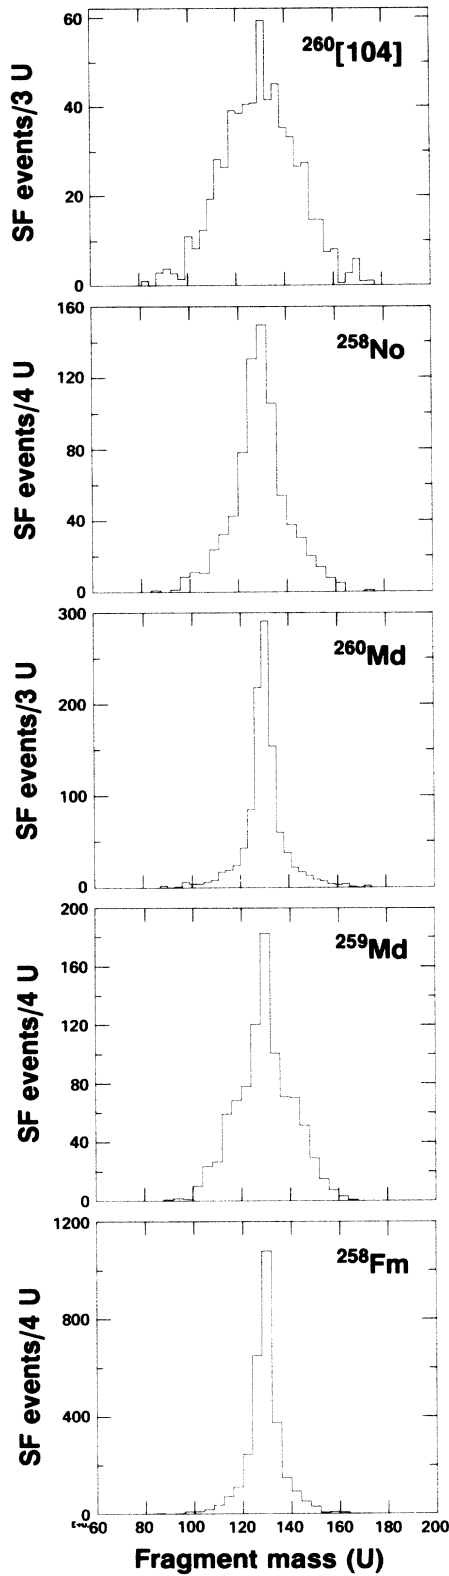 60
40
20
0
SF events/3 U
²⁶⁰[104]
160
120
80
40
0
SF events/4 U
²⁵⁸No
300
200
100
0
SF events/3 U
²⁶⁰Md
200
160
120
80
40
0
SF events/4 U
²⁵⁹Md
1200
800
400
0
SF events/4 U
²⁵⁸Fm
60 80 100 120 140 160 180 200
Fragment mass (U)